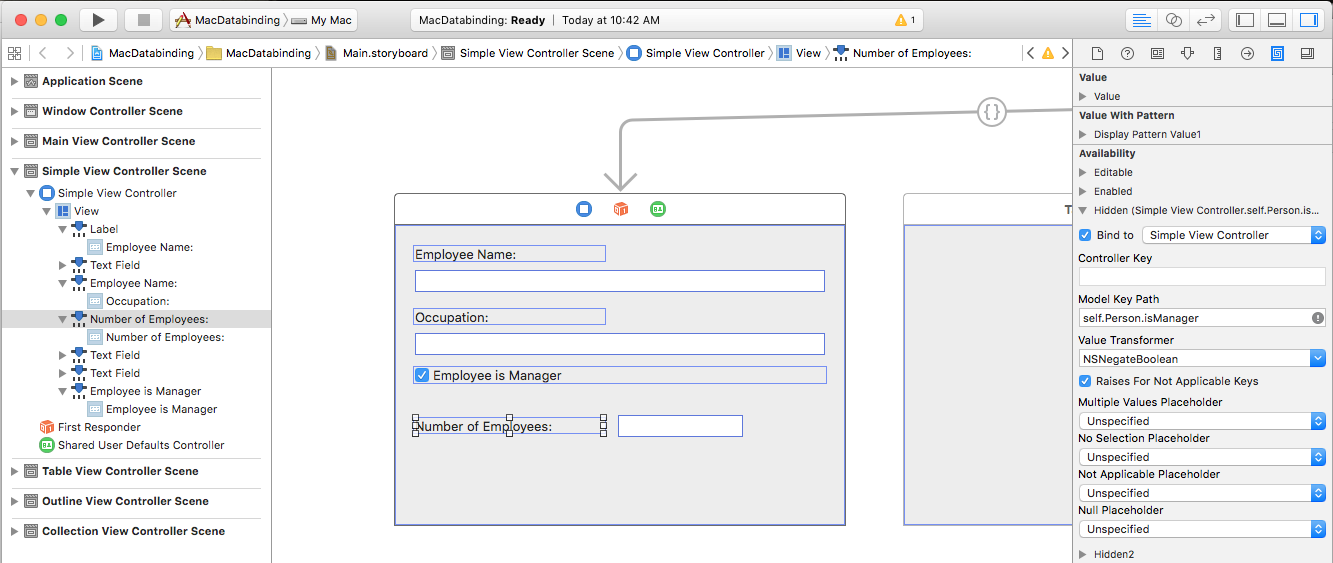 MacDatabinding 〉 My Mac
MacDatabinding: Ready | Today at 10:42 AM
1
MacDatabinding 〉 MacDatabinding 〉 Main.storyboard 〉 Simple View Controller Scene 〉 Simple View Controller 〉 View 〉 Number of Employees:
Application Scene
Window Controller Scene
Main View Controller Scene
Simple View Controller Scene
Simple View Controller
View
Label
Employee Name:
Text Field
Employee Name:
Occupation:
Number of Employees:
Number of Employees:
Text Field
Text Field
Employee is Manager
Employee is Manager
First Responder
Shared User Defaults Controller
Table View Controller Scene
Outline View Controller Scene
Collection View Controller Scene
{}
BA
Employee Name:
Occupation:
Employee is Manager
Number of Employees:
T
Value
Value
Value With Pattern
Display Pattern Value1
Availability
Editable
Enabled
Hidden (Simple View Controller.self.Person.is...
Bind to Simple View Controller
Controller Key
Model Key Path
self.Person.isManager
Value Transformer
NSNegateBoolean
Raises For Not Applicable Keys
Multiple Values Placeholder
Unspecified
No Selection Placeholder
Unspecified
Not Applicable Placeholder
Unspecified
Null Placeholder
Unspecified
Hidden2